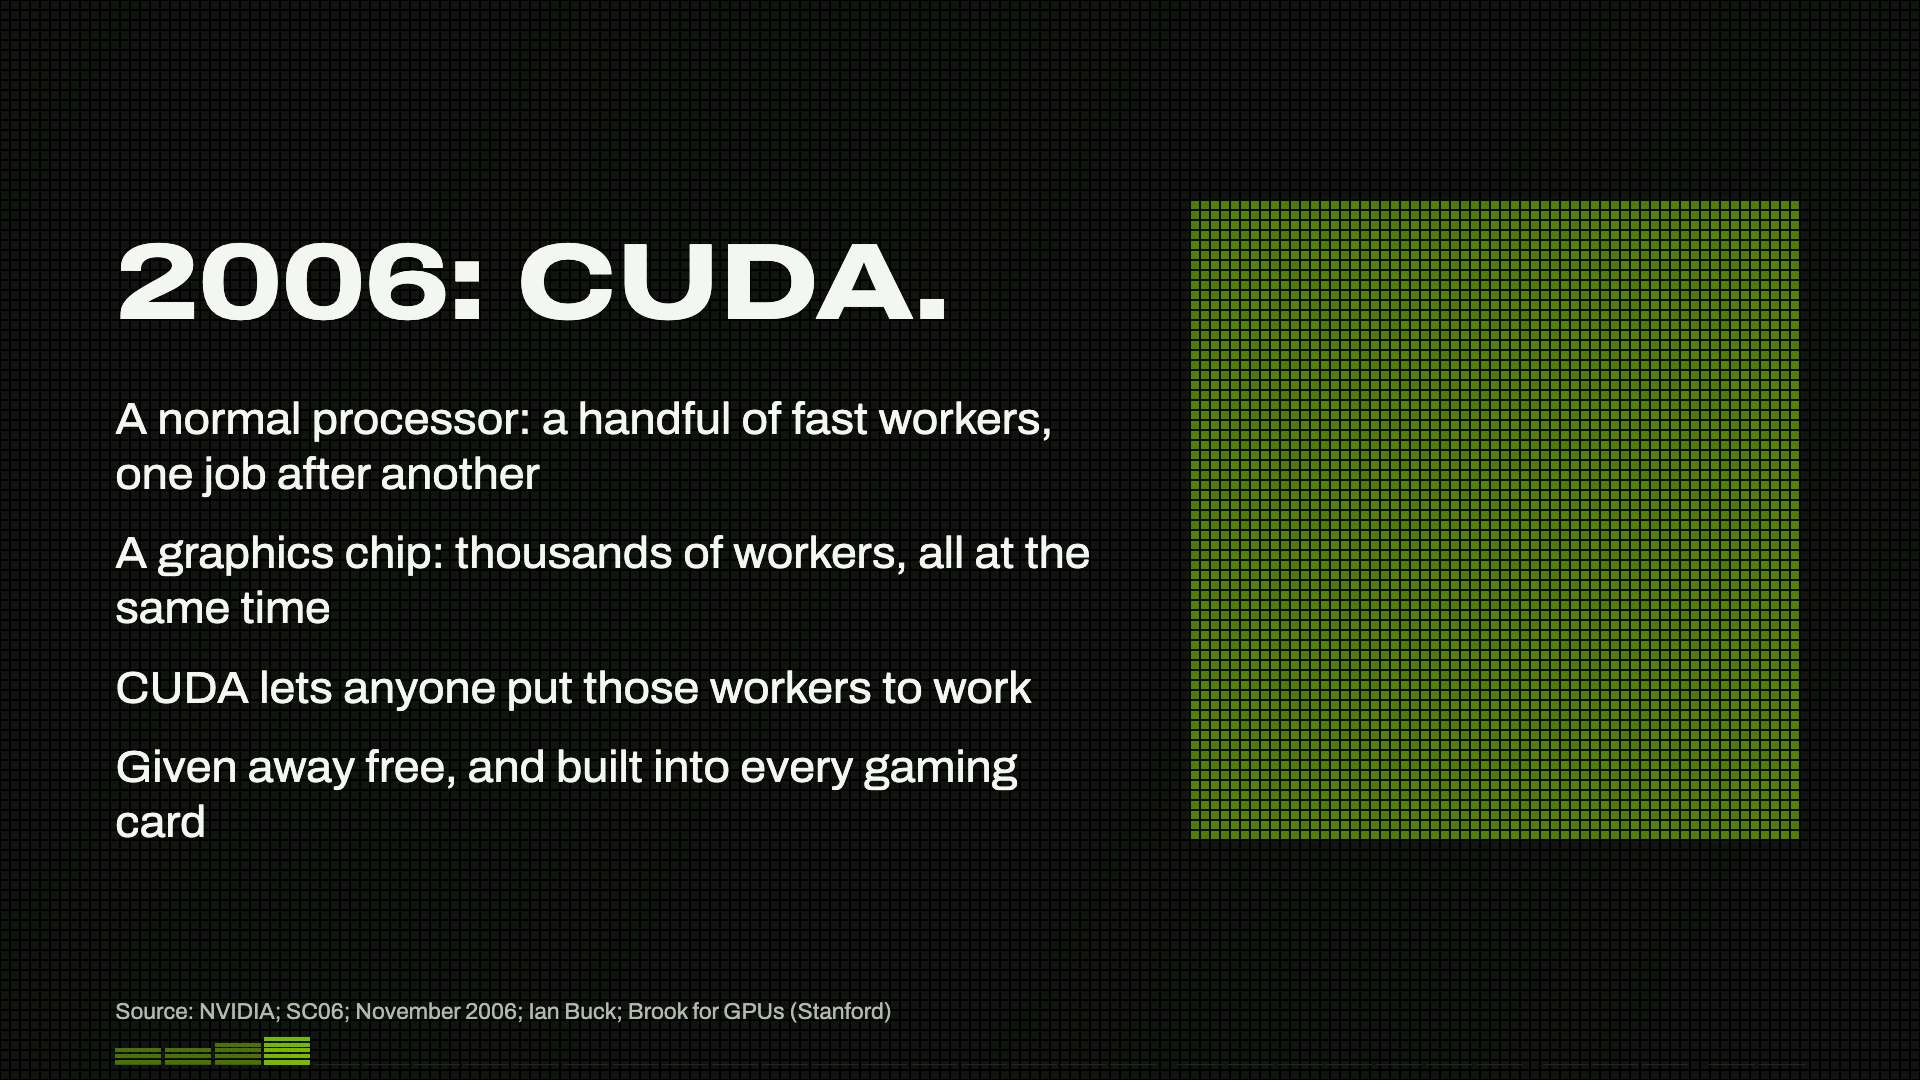 2006: CUDA.
A normal processor: a handful of fast workers,
one job after another
A graphics chip: thousands of workers, all at the
same time
CUDA lets anyone put those workers to work
Given away free, and built into every gaming
card
Source: NVIDIA; SC06; November 2006; Ian Buck; Brook for GPUs (Stanford)